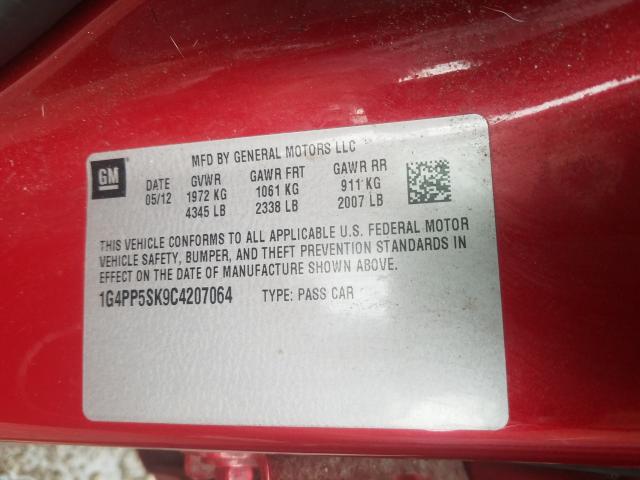 GM
MFD BY GENERAL MOTORS LLC
DATE GVWR GAWR FRT GAWR RR
05/12 1972 KG 1061 KG 911 KG
4345 LB 2338 LB 2007 LB
THIS VEHICLE CONFORMS TO ALL APPLICABLE U.S. FEDERAL MOTOR
VEHICLE SAFETY, BUMPER, AND THEFT PREVENTION STANDARDS IN
EFFECT ON THE DATE OF MANUFACTURE SHOWN ABOVE.
1G4PP5SK9C4207064 TYPE: PASS CAR